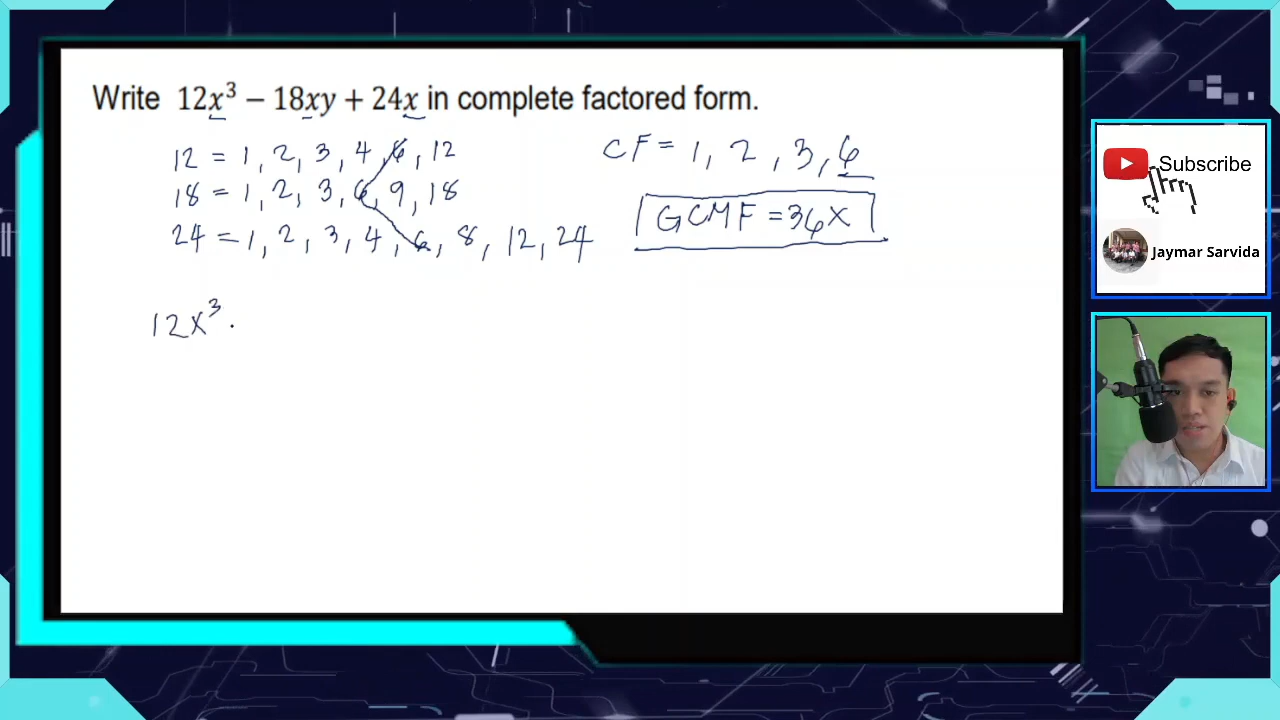 Write 12x³ − 18xy + 24x in complete factored form.
12 = 1, 2, 3, 4, 6, 12
18 = 1, 2, 3, 6, 9, 18
24 = 1, 2, 3, 4, 6, 8, 12, 24
CF = 1, 2, 3, 6
GCMF = 36x
12x³ ·
Subscribe
Jaymar Sarvida